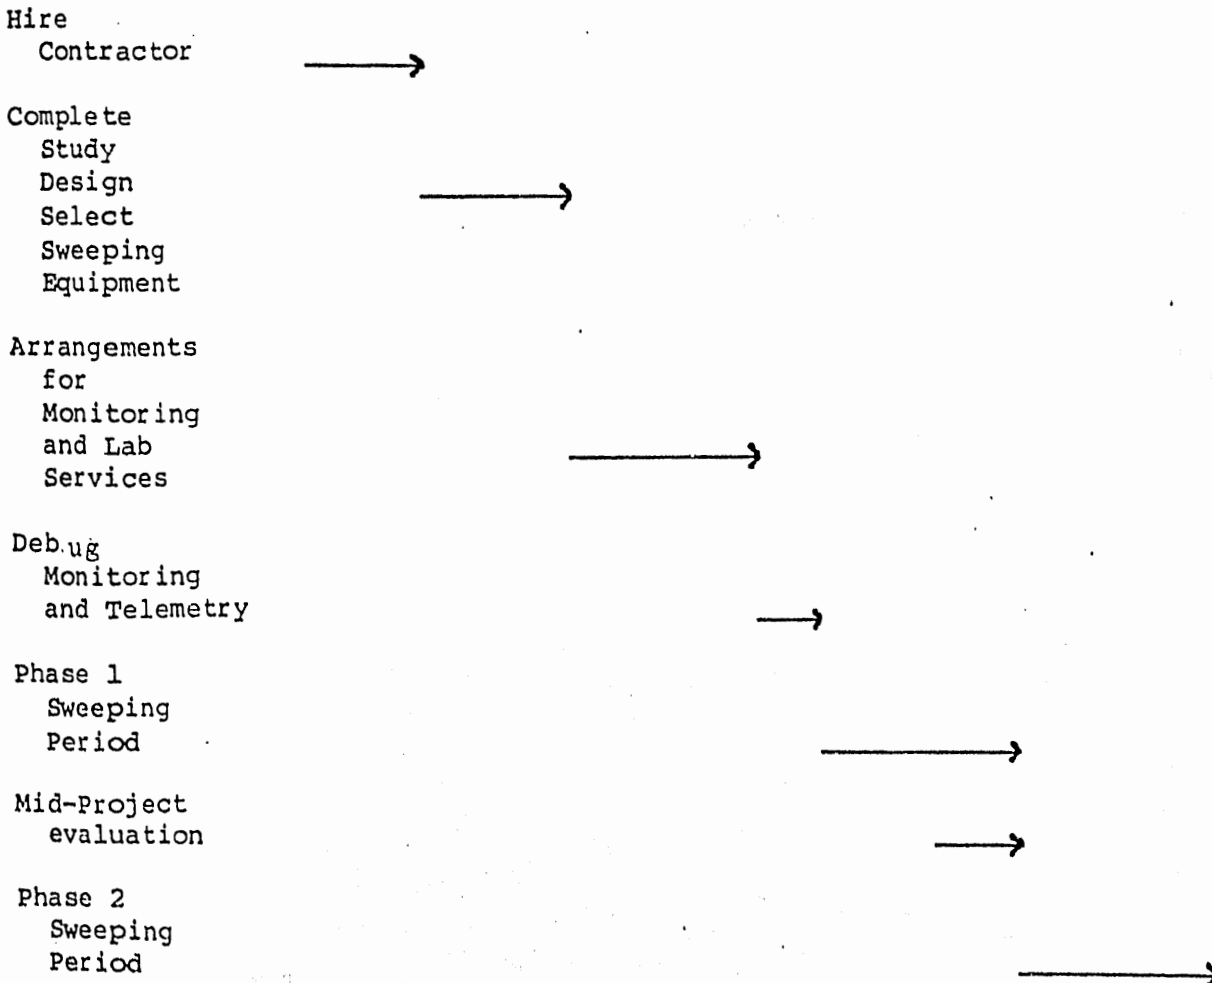 Hire
Contractor
Complete
Study
Design
Select
Sweeping
Equipment
Arrangements
for
Monitoring
and Lab
Services
Debug
Monitoring
and Telemetry
Phase 1
Sweeping
Period
Mid-Project
evaluation
Phase 2
Sweeping
Period